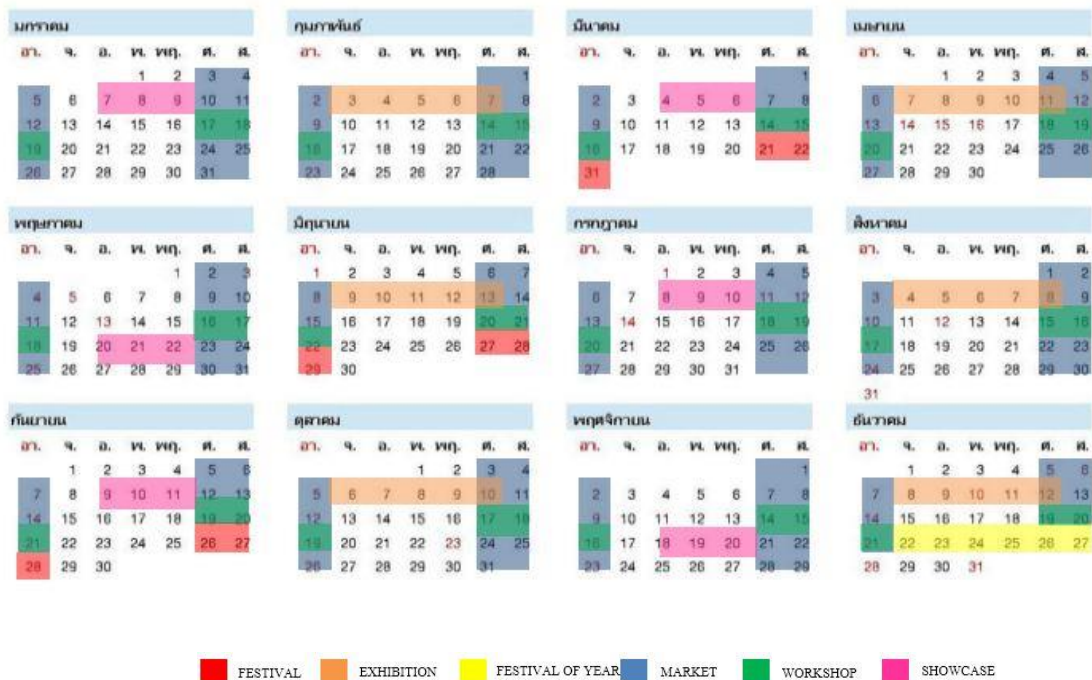 มกราคม
อา. จ. อ. พ. พฤ. ศ. ส.
1 2 3 4
5 6 7 8 9 10 11
12 13 14 15 16 17 18
19 20 21 22 23 24 25
26 27 28 29 30 31
กุมภาพันธ์
อา. จ. อ. พ. พฤ. ศ. ส.
1
2 3 4 5 6 7 8
9 10 11 12 13 14 15
16 17 18 19 20 21 22
23 24 25 26 27 28
มีนาคม
อา. จ. อ. พ. พฤ. ศ. ส.
1
2 3 4 5 6 7 8
9 10 11 12 13 14 15
16 17 18 19 20 21 22
31
เมษายน
อา. จ. อ. พ. พฤ. ศ. ส.
1 2 3 4 5
6 7 8 9 10 11 12
13 14 15 16 17 18 19
20 21 22 23 24 25 26
27 28 29 30
พฤษภาคม
อา. จ. อ. พ. พฤ. ศ. ส.
1 2 3
4 5 6 7 8 9 10
11 12 13 14 15 16 17
18 19 20 21 22 23 24
25 26 27 28 29 30 31
มิถุนายน
อา. จ. อ. พ. พฤ. ศ. ส.
1 2 3 4 5 6 7
8 9 10 11 12 13 14
15 16 17 18 19 20 21
22 23 24 25 26 27 28
29 30
กรกฎาคม
อา. จ. อ. พ. พฤ. ศ. ส.
1 2 3 4 5
6 7 8 9 10 11 12
13 14 15 16 17 18 19
20 21 22 23 24 25 26
27 28 29 30 31
สิงหาคม
อา. จ. อ. พ. พฤ. ศ. ส.
1 2
3 4 5 6 7 8 9
10 11 12 13 14 15 16
17 18 19 20 21 22 23
24 25 26 27 28 29 30
31
กันยายน
อา. จ. อ. พ. พฤ. ศ. ส.
1 2 3 4 5 6
7 8 9 10 11 12 13
14 15 16 17 18 19 20
21 22 23 24 25 26 27
28 29 30
ตุลาคม
อา. จ. อ. พ. พฤ. ศ. ส.
1 2 3 4
5 6 7 8 9 10 11
12 13 14 15 16 17 18
19 20 21 22 23 24 25
26 27 28 29 30 31
พฤศจิกายน
อา. จ. อ. พ. พฤ. ศ. ส.
1
2 3 4 5 6 7 8
9 10 11 12 13 14 15
16 17 18 19 20 21 22
23 24 25 26 27 28 29
ธันวาคม
อา. จ. อ. พ. พฤ. ศ. ส.
1 2 3 4 5 6
7 8 9 10 11 12 13
14 15 16 17 18 19 20
21 22 23 24 25 26 27
28 29 30 31
FESTIVAL EXHIBITION FESTIVAL OF YEAR MARKET WORKSHOP SHOWCASE